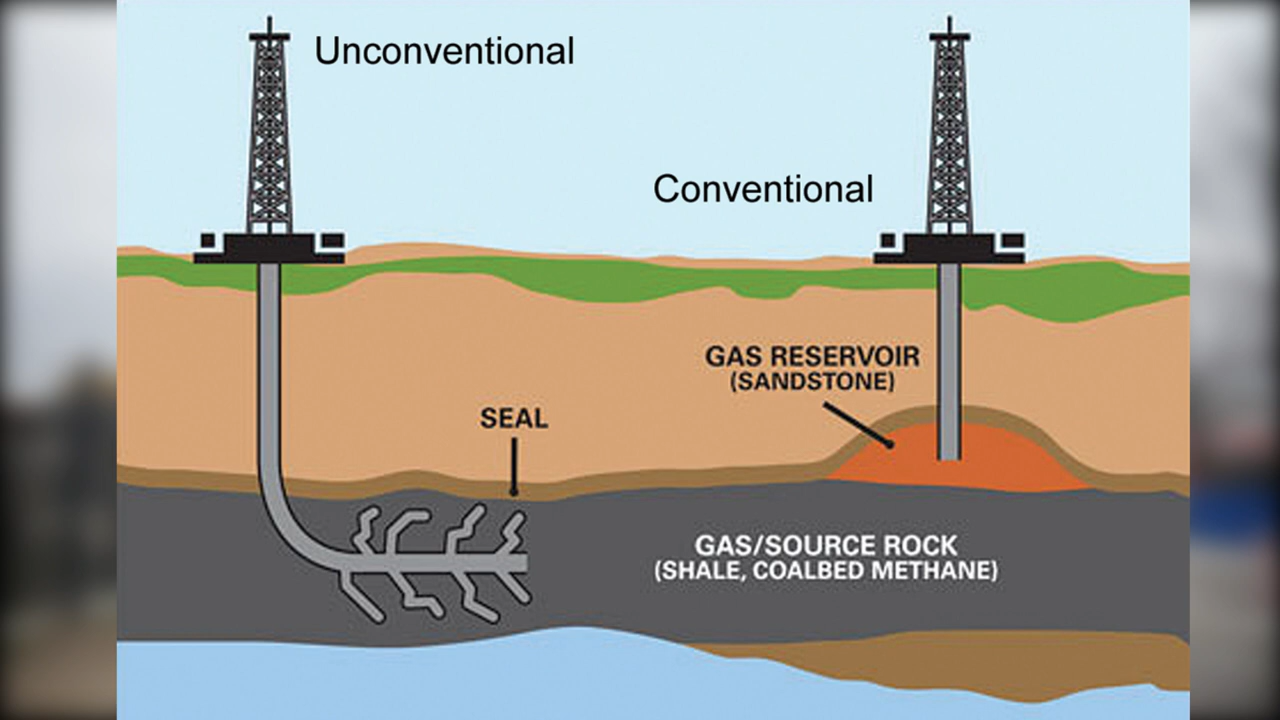 Unconventional
Conventional
GAS RESERVOIR
(SANDSTONE)
SEAL
GAS/SOURCE ROCK
(SHALE, COALBED METHANE)